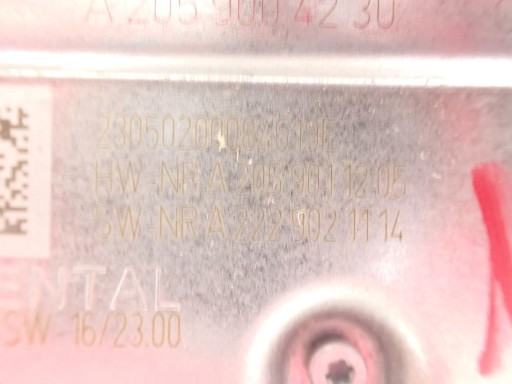 A 205 900 42 30
HW NR A 205 901 12 05
SW NR A 222 902 11 14
ENTAL
SW 16/23.00